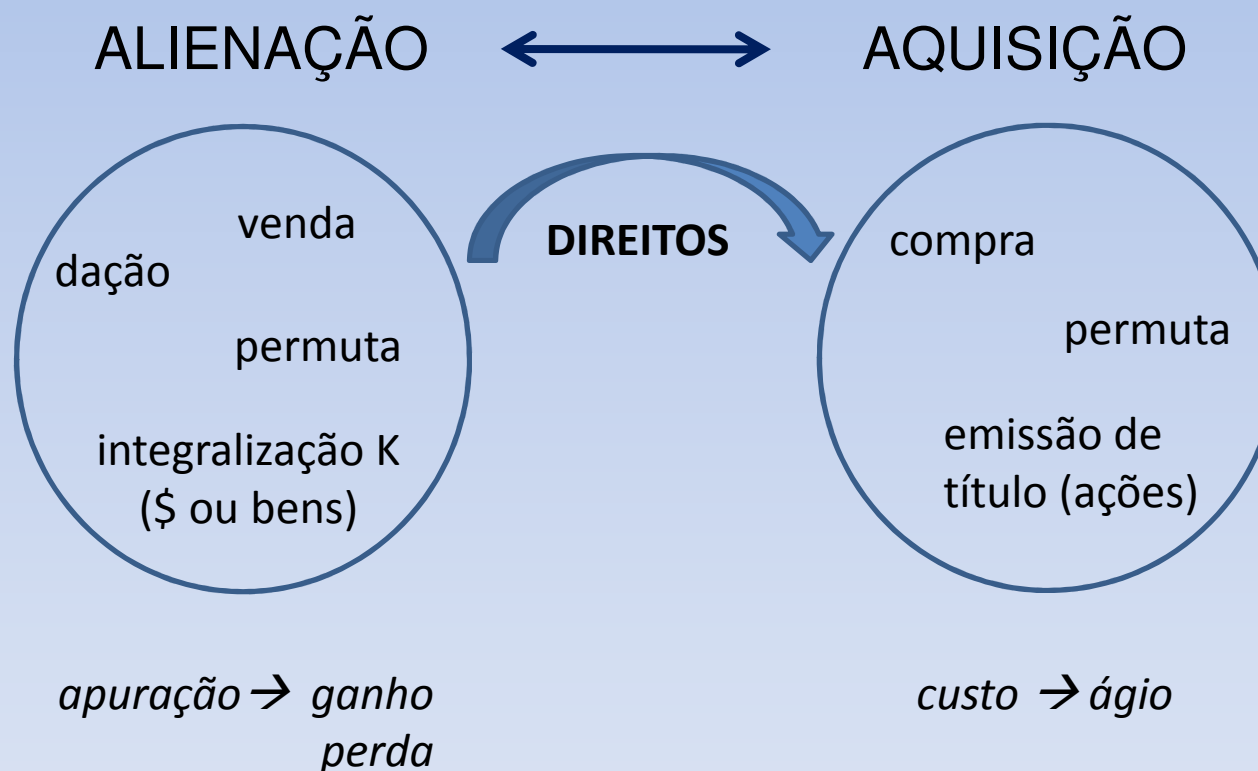 ALIENAÇÃO
AQUISIÇÃO
venda
dação
permuta
integralização K
($ ou bens)
DIREITOS
compra
permuta
emissão de
título (ações)
apuração → ganho
perda
custo → ágio